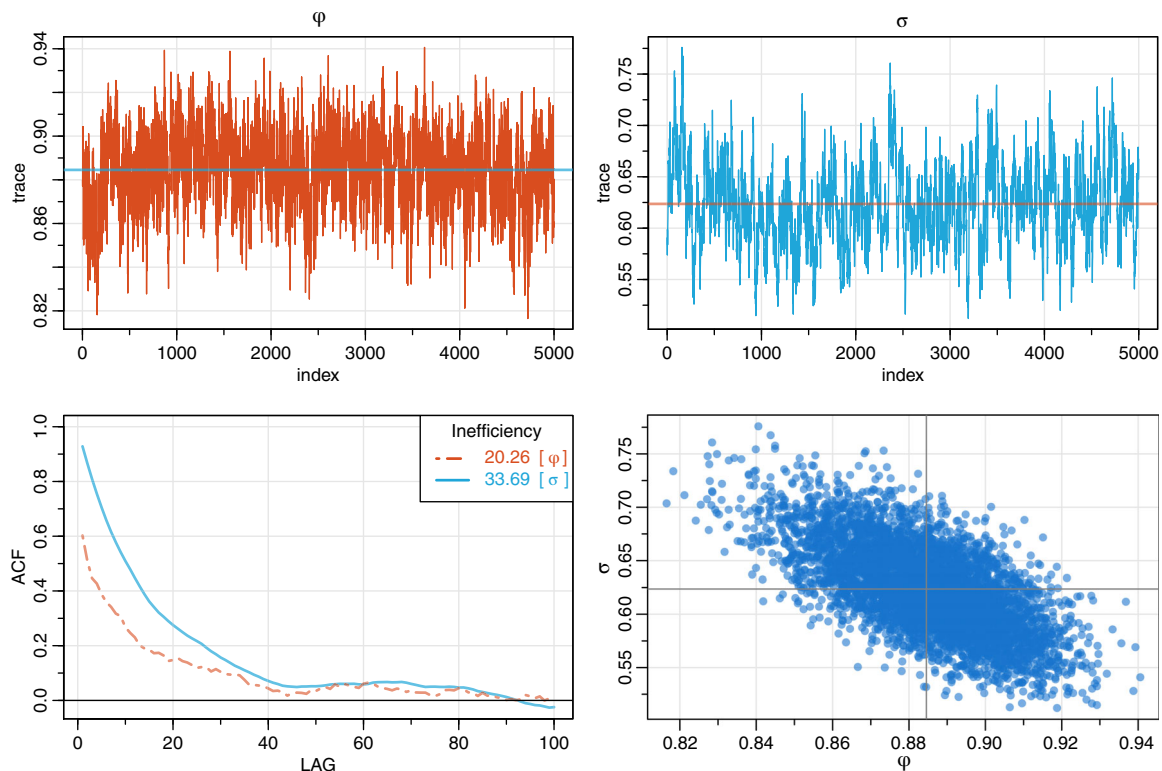 φ
trace
0.82 0.86 0.90 0.94
0 1000 2000 3000 4000 5000
index
σ
trace
0.55 0.60 0.65 0.70 0.75
0 1000 2000 3000 4000 5000
index
ACF
0.0 0.2 0.4 0.6 0.8 1.0
Inefficiency
20.26 [ φ ]
33.69 [ σ ]
0 20 40 60 80 100
LAG
σ
0.55 0.60 0.65 0.70 0.75
0.82 0.84 0.86 0.88 0.90 0.92 0.94
φ